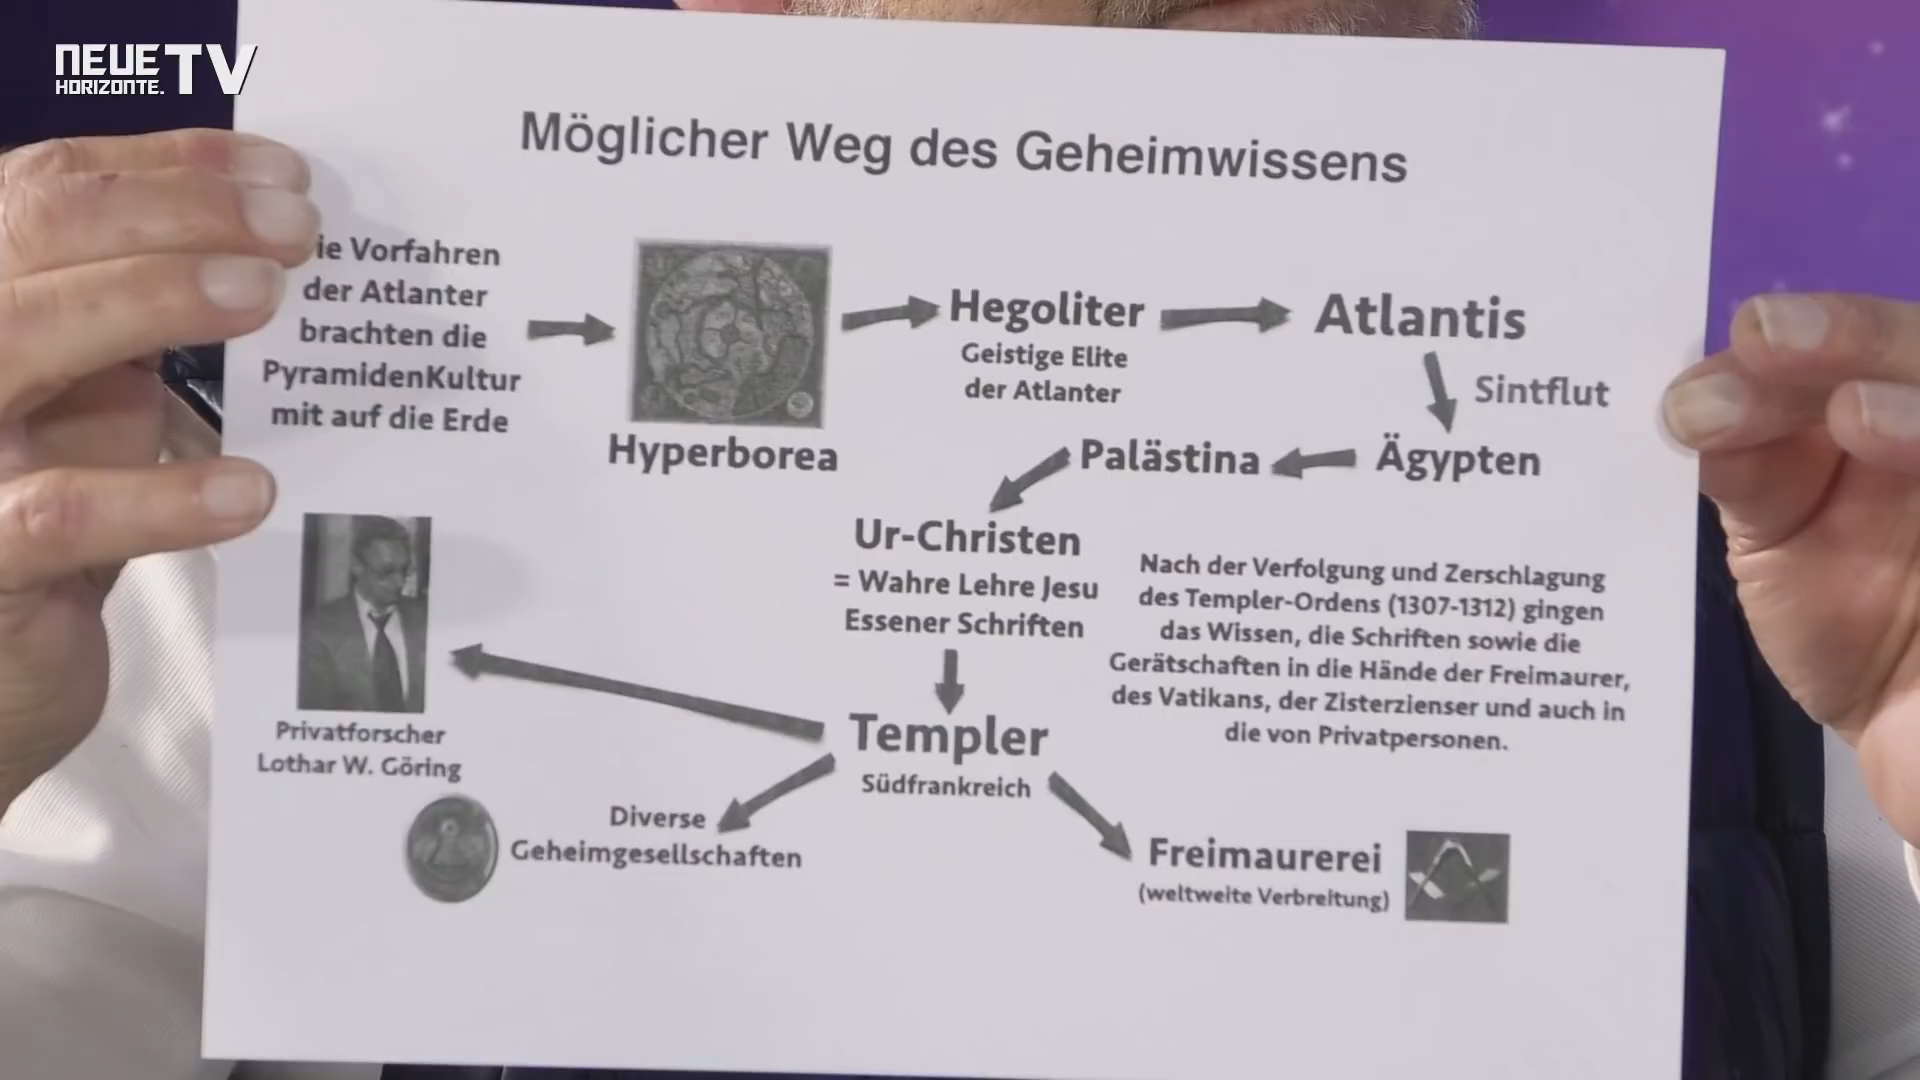 NEUE
HORIZONTE. TV
Möglicher Weg des Geheimwissens
ie Vorfahren
der Atlanter
brachten die
PyramidenKultur
mit auf die Erde
Hyperborea
Hegoliter
Geistige Elite
der Atlanter
Atlantis
Sintflut
Ägypten
Palästina
Ur-Christen
= Wahre Lehre Jesu
Essener Schriften
Nach der Verfolgung und Zerschlagung
des Templer-Ordens (1307-1312) gingen
das Wissen, die Schriften sowie die
Gerätschaften in die Hände der Freimaurer,
des Vatikans, der Zisterzienser und auch in
die von Privatpersonen.
Templer
Südfrankreich
Privatforscher
Lothar W. Göring
Diverse
Geheimgesellschaften
Freimaurerei
(weltweite Verbreitung)